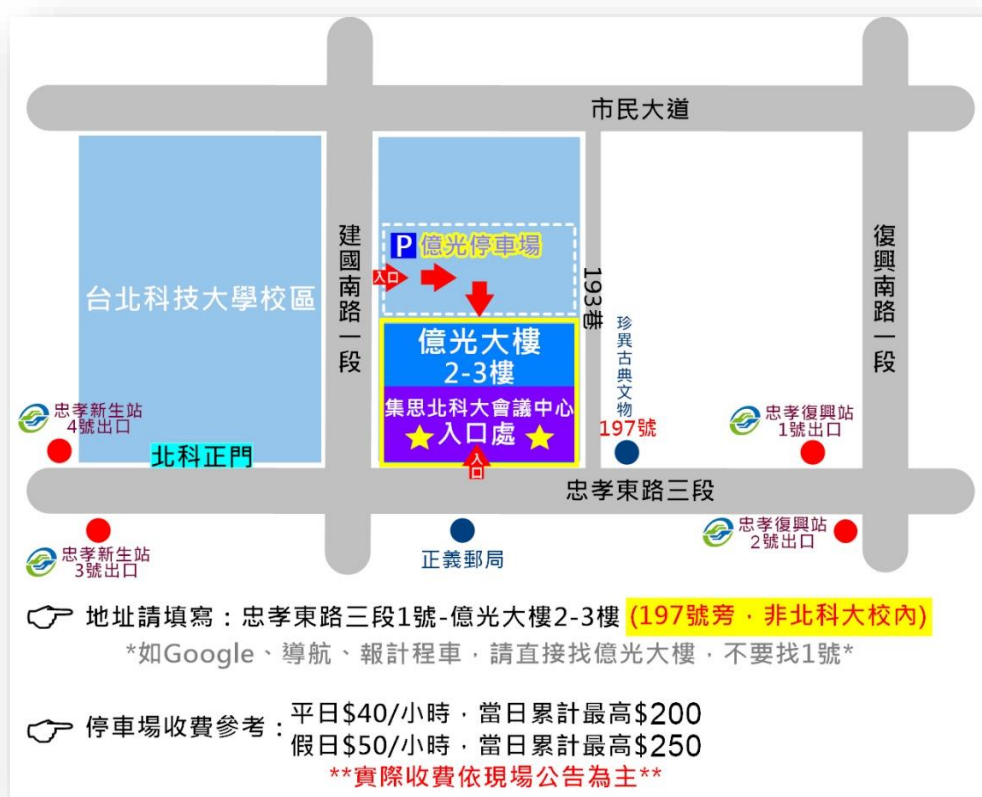 市民大道
建國南路一段
復興南路一段
P 億光停車場
入口
193巷
台北科技大學校區
億光大樓
2-3樓
珍異古典文物
197號
集思北科大會議中心
入口處
入口
忠孝新生站
4號出口
忠孝復興站
1號出口
北科正門
忠孝東路三段
忠孝新生站
3號出口
正義郵局
忠孝復興站
2號出口
地址請填寫：忠孝東路三段1號-億光大樓2-3樓 (197號旁，非北科大校內)
*如Google、導航、報計程車，請直接找億光大樓，不要找1號*
停車場收費參考：平日$40/小時，當日累計最高$200
假日$50/小時，當日累計最高$250
**實際收費依現場公告為主**